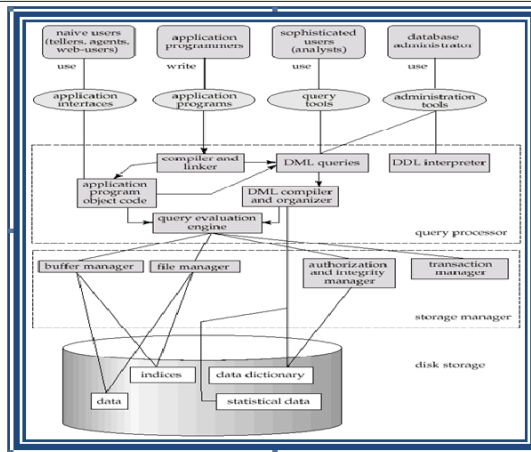 naive users
(tellers, agents,
web-users)
application
programmers
sophisticated
users
(analysts)
database
administrator
use
write
use
use
application
interfaces
application
programs
query
tools
administration
tools
compiler and
linker
DML queries
DDL interpreter
application
program
object code
DML compiler
and organizer
query evaluation
engine
query processor
buffer manager
file manager
authorization
and integrity
manager
transaction
manager
storage manager
disk storage
indices
data dictionary
data
statistical data